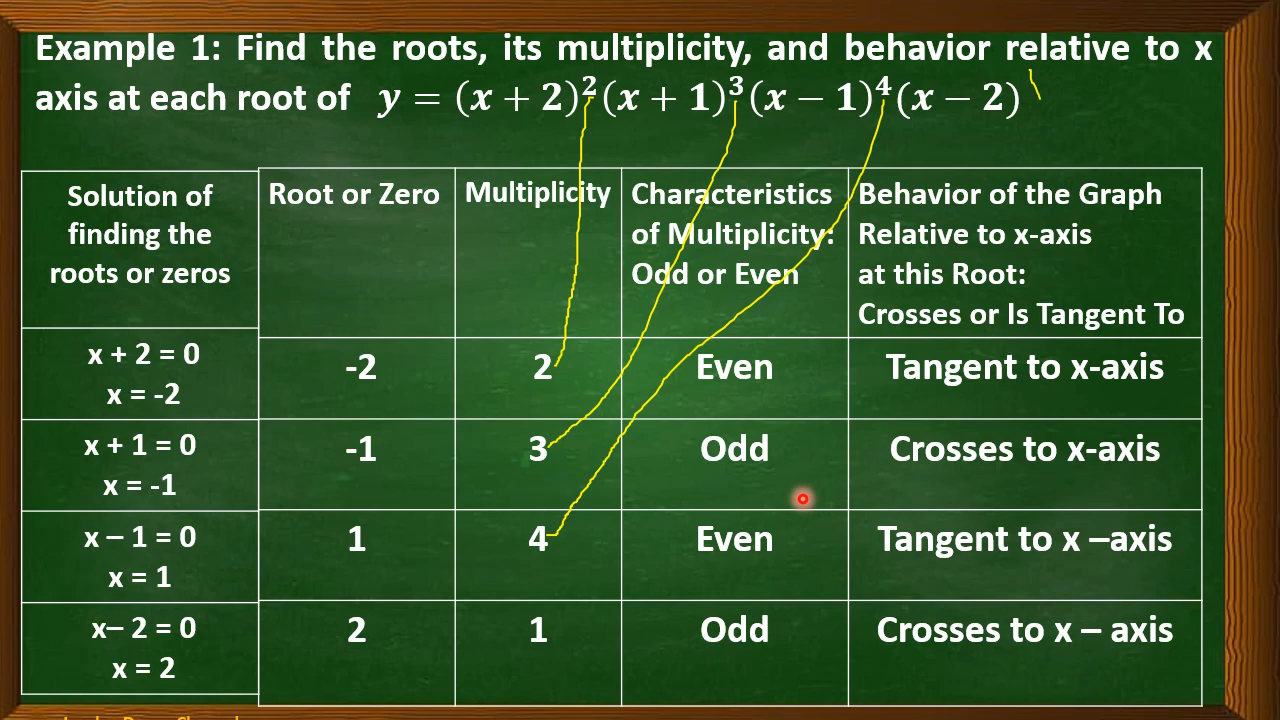 Example 1: Find the roots, its multiplicity, and behavior relative to x
axis at each root of y = (x + 2)²(x + 1)³(x − 1)⁴(x − 2)
Solution of
finding the
roots or zeros
Root or Zero
Multiplicity
Characteristics
of Multiplicity:
Odd or Even
Behavior of the Graph
Relative to x-axis
at this Root:
Crosses or Is Tangent To
x + 2 = 0
x = -2
-2
2
Even
Tangent to x-axis
x + 1 = 0
x = -1
-1
3
Odd
Crosses to x-axis
x – 1 = 0
x = 1
1
4
Even
Tangent to x –axis
x– 2 = 0
x = 2
2
1
Odd
Crosses to x – axis